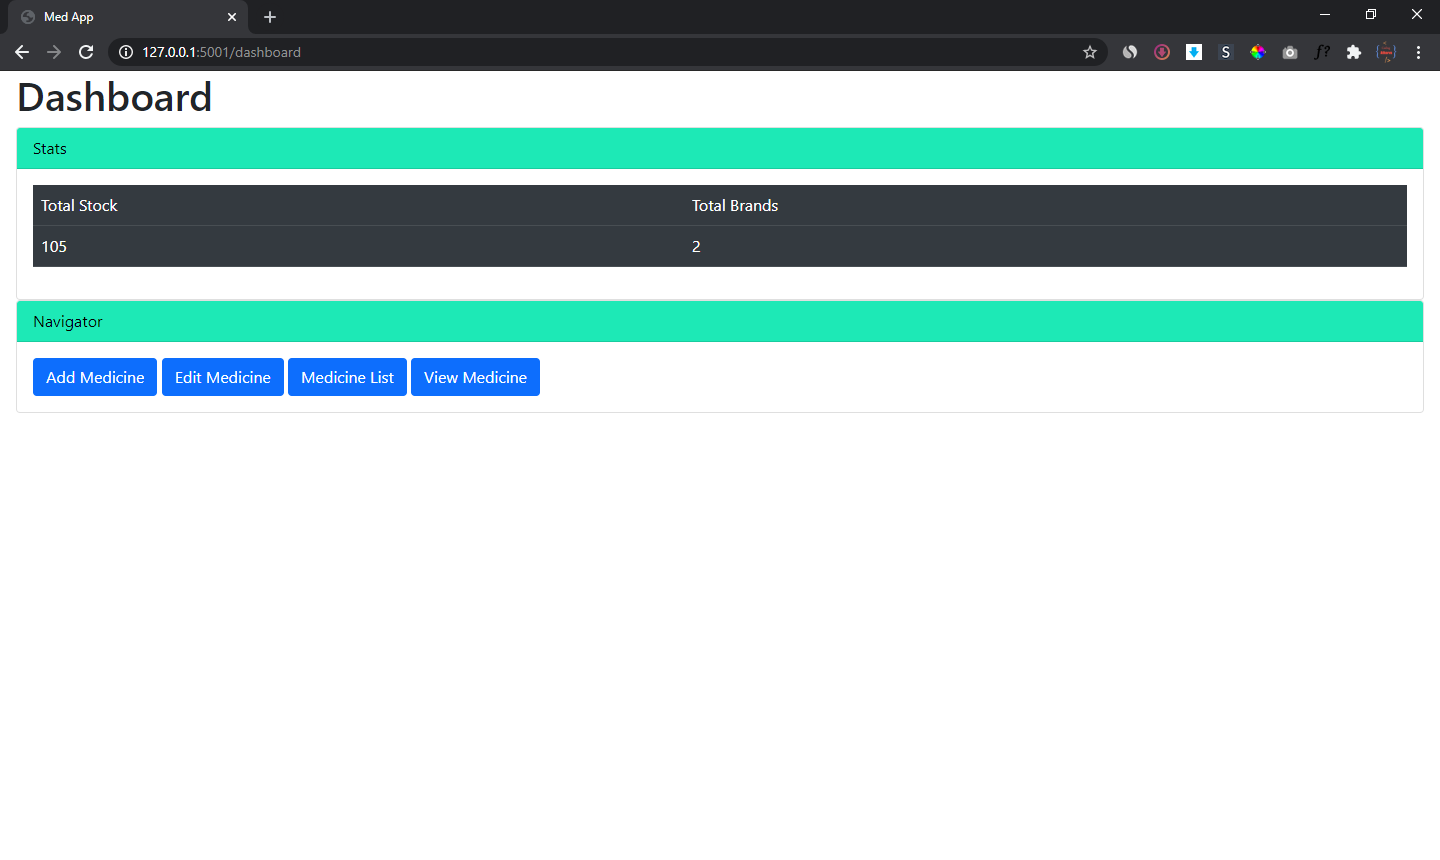 Med App
127.0.0.1:5001/dashboard
S
f?
Dashboard
Stats
Total Stock Total Brands
105 2
Navigator
Add Medicine Edit Medicine Medicine List View Medicine